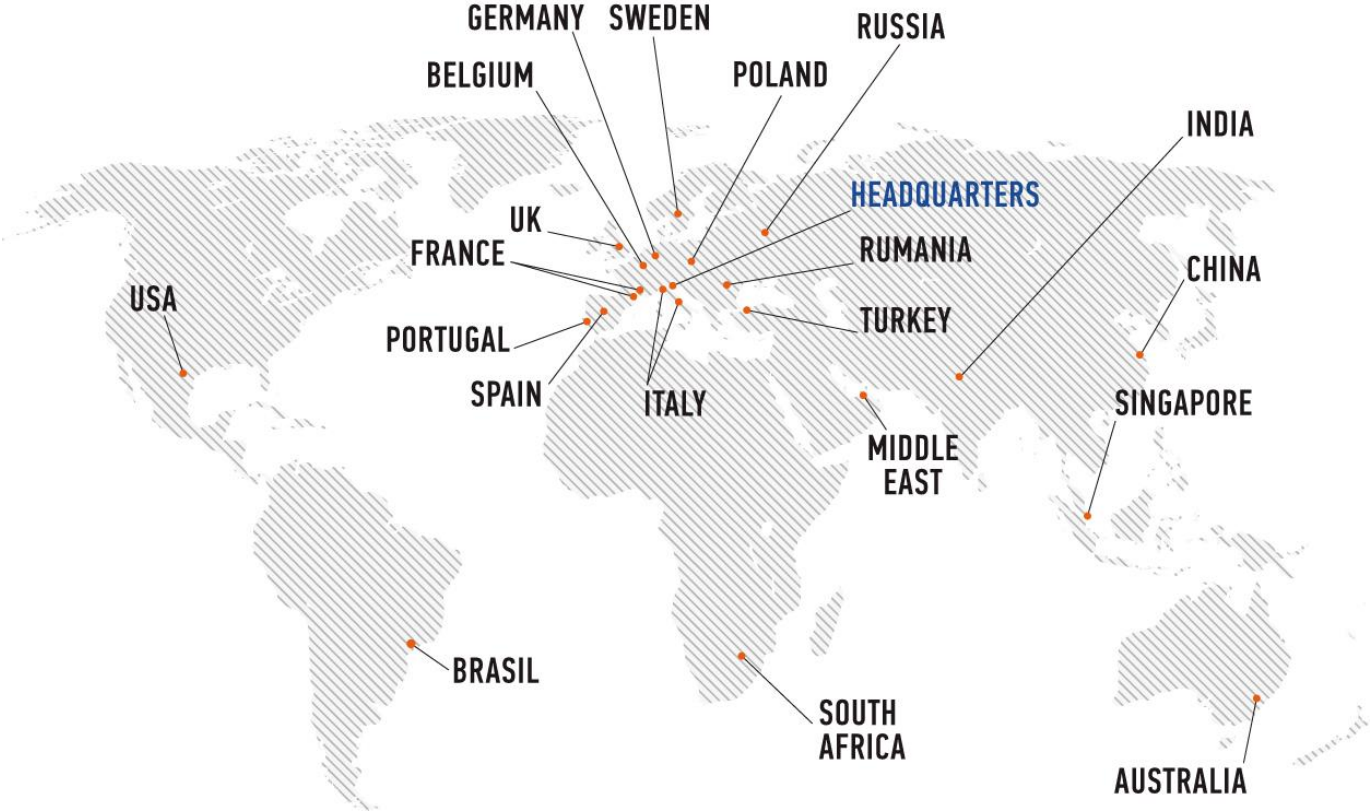 GERMANY
SWEDEN
RUSSIA
BELGIUM
POLAND
INDIA
HEADQUARTERS
UK
FRANCE
RUMANIA
CHINA
USA
TURKEY
PORTUGAL
SPAIN
ITALY
SINGAPORE
MIDDLE
EAST
BRASIL
SOUTH
AFRICA
AUSTRALIA